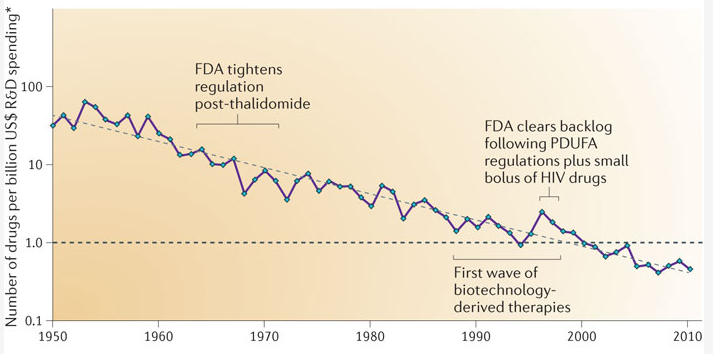 Number of drugs per billion US$ R&D spending*
100
10
1.0
0.1
FDA tightens
regulation
post-thalidomide
FDA clears backlog
following PDUFA
regulations plus small
bolus of HIV drugs
First wave of
biotechnology-
derived therapies
1950
1960
1970
1980
1990
2000
2010